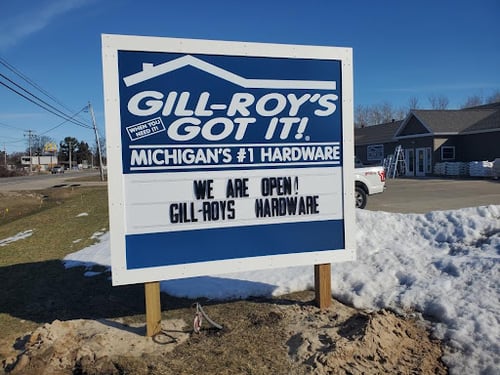 GILL-ROY'S
WHEN YOU
NEED IT!
GOT IT!
MICHIGAN'S #1 HARDWARE
WE ARE OPEN!
GILL-ROYS HARDWARE